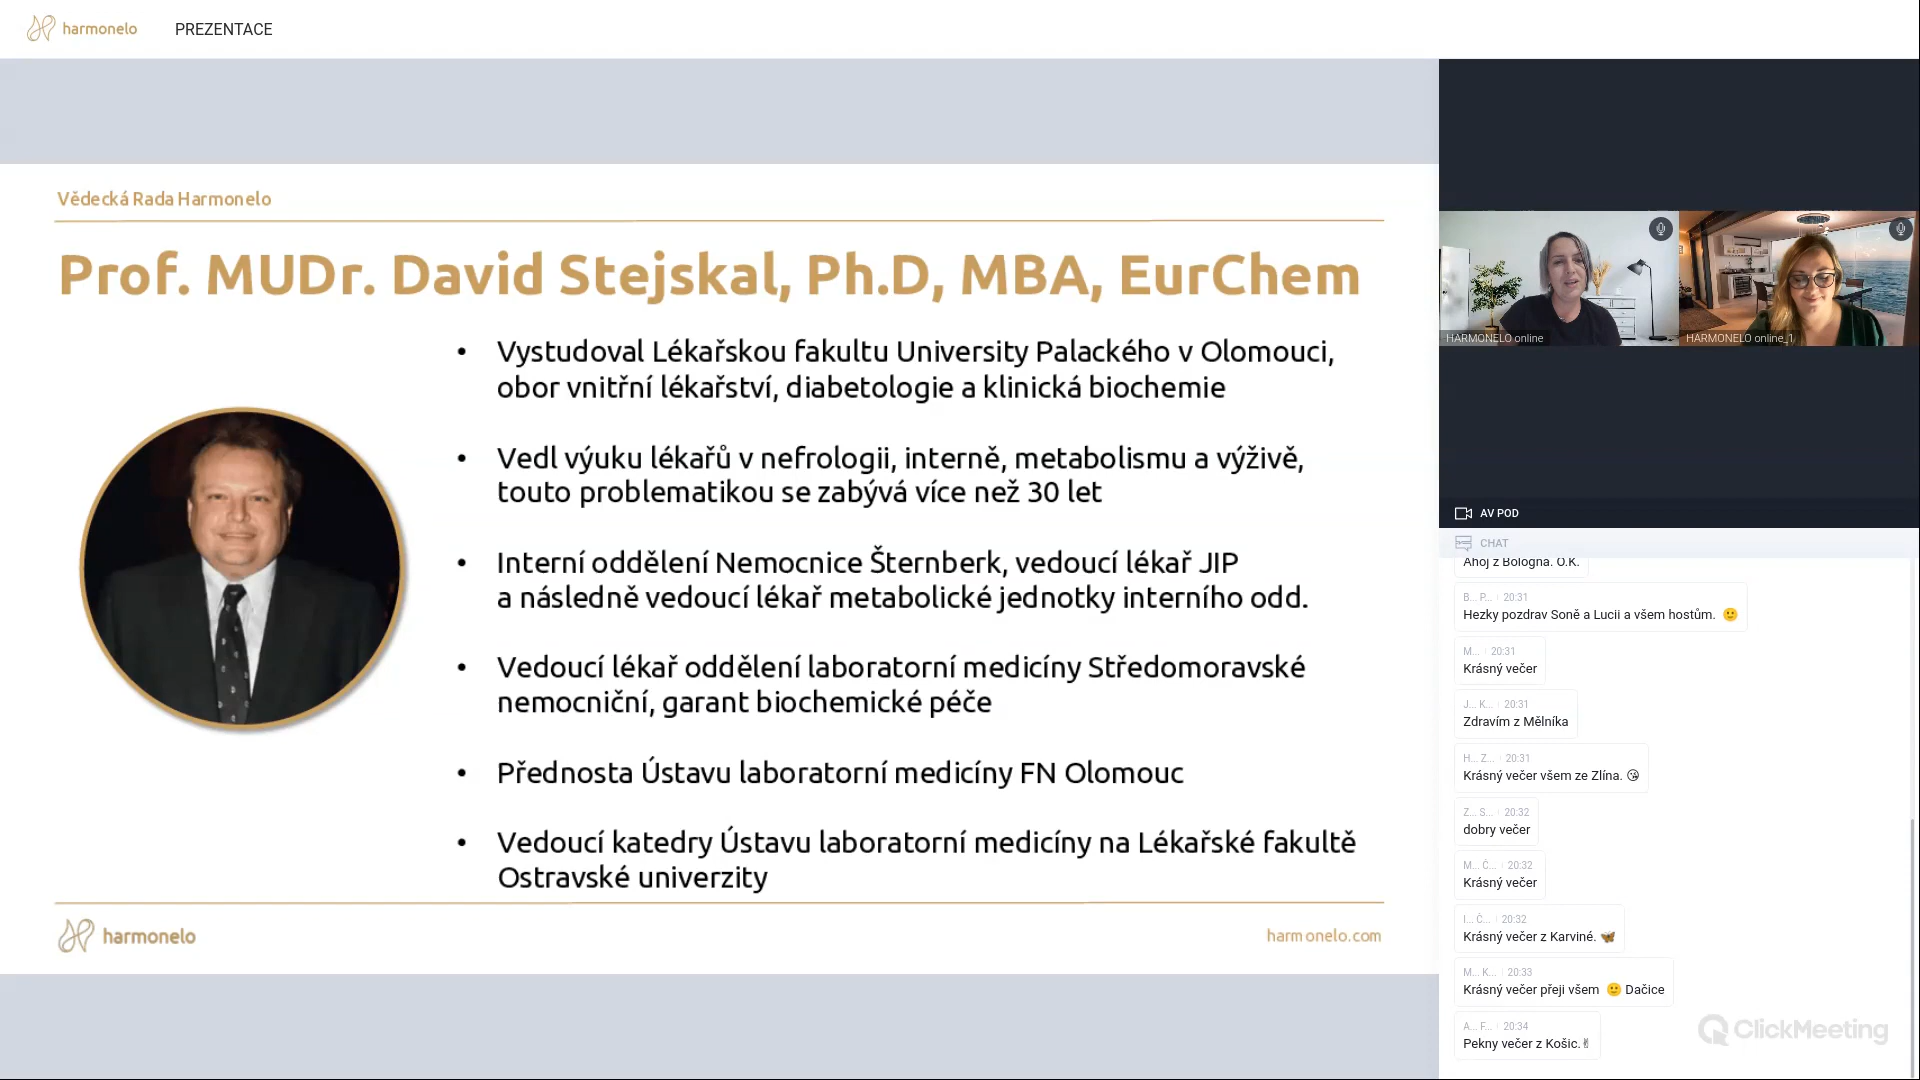 harmonelo PREZENTACE
Vědecká Rada Harmonelo
Prof. MUDr. David Stejskal, Ph.D, MBA, EurChem
• Vystudoval Lékařskou fakultu University Palackého v Olomouci,
obor vnitřní lékařství, diabetologie a klinická biochemie
• Vedl výuku lékařů v nefrologii, interně, metabolismu a výživě,
touto problematikou se zabývá více než 30 let
• Interní oddělení Nemocnice Šternberk, vedoucí lékař JIP
a následně vedoucí lékař metabolické jednotky interního odd.
• Vedoucí lékař oddělení laboratorní medicíny Středomoravské
nemocniční, garant biochemické péče
• Přednosta Ústavu laboratorní medicíny FN Olomouc
• Vedoucí katedry Ústavu laboratorní medicíny na Lékařské fakultě
Ostravské univerzity
harmonelo
harmonelo.com
HARMONELO online
HARMONELO online_1
AV POD
CHAT
Ahoj z Bologna. O.K.
B... P... 20:31
Hezky pozdrav Soně a Lucii a všem hostům. 🙂
M... 20:31
Krásný večer
J... K... 20:31
Zdravím z Mělníka
H... Z... 20:31
Krásný večer všem ze Zlína. 😘
Z... S... 20:32
dobry večer
M... Č... 20:32
Krásný večer
I... Č... 20:32
Krásný večer z Karviné. 🦋
M... K... 20:33
Krásný večer přeji všem 🙂 Dačice
A... F... 20:34
Pekny večer z Košic.✌
ClickMeeting